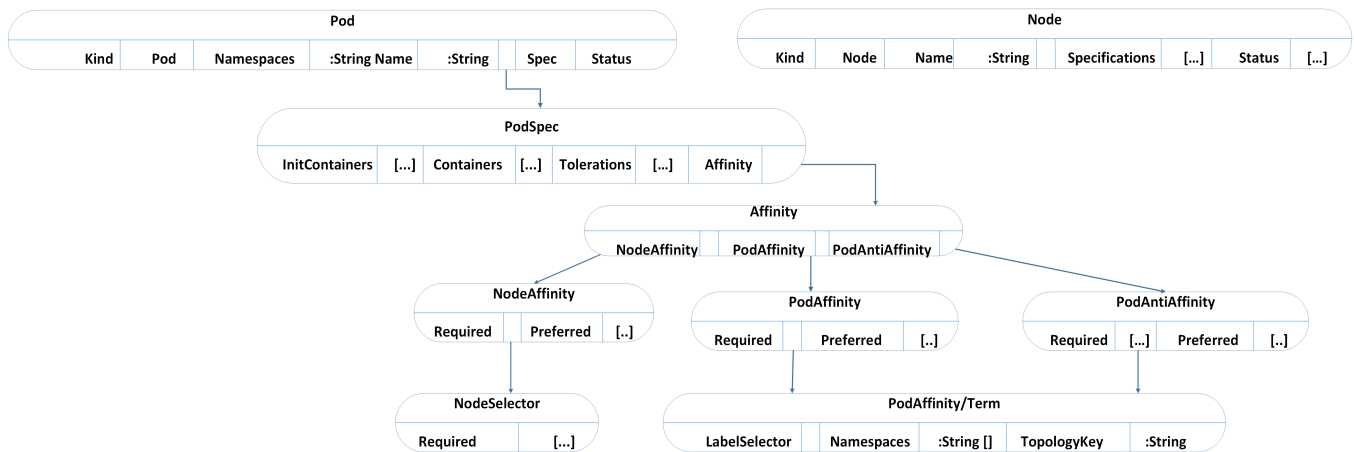 Pod
Kind Pod Namespaces :String Name :String Spec Status
Node
Kind Node Name :String Specifications [...] Status [...]
PodSpec
InitContainers [...] Containers [...] Tolerations [...] Affinity
Affinity
NodeAffinity PodAffinity PodAntiAffinity
NodeAffinity
Required Preferred [..]
PodAffinity
Required Preferred [..]
PodAntiAffinity
Required [...] Preferred [..]
NodeSelector
Required [...]
PodAffinity/Term
LabelSelector Namespaces :String [] TopologyKey :String